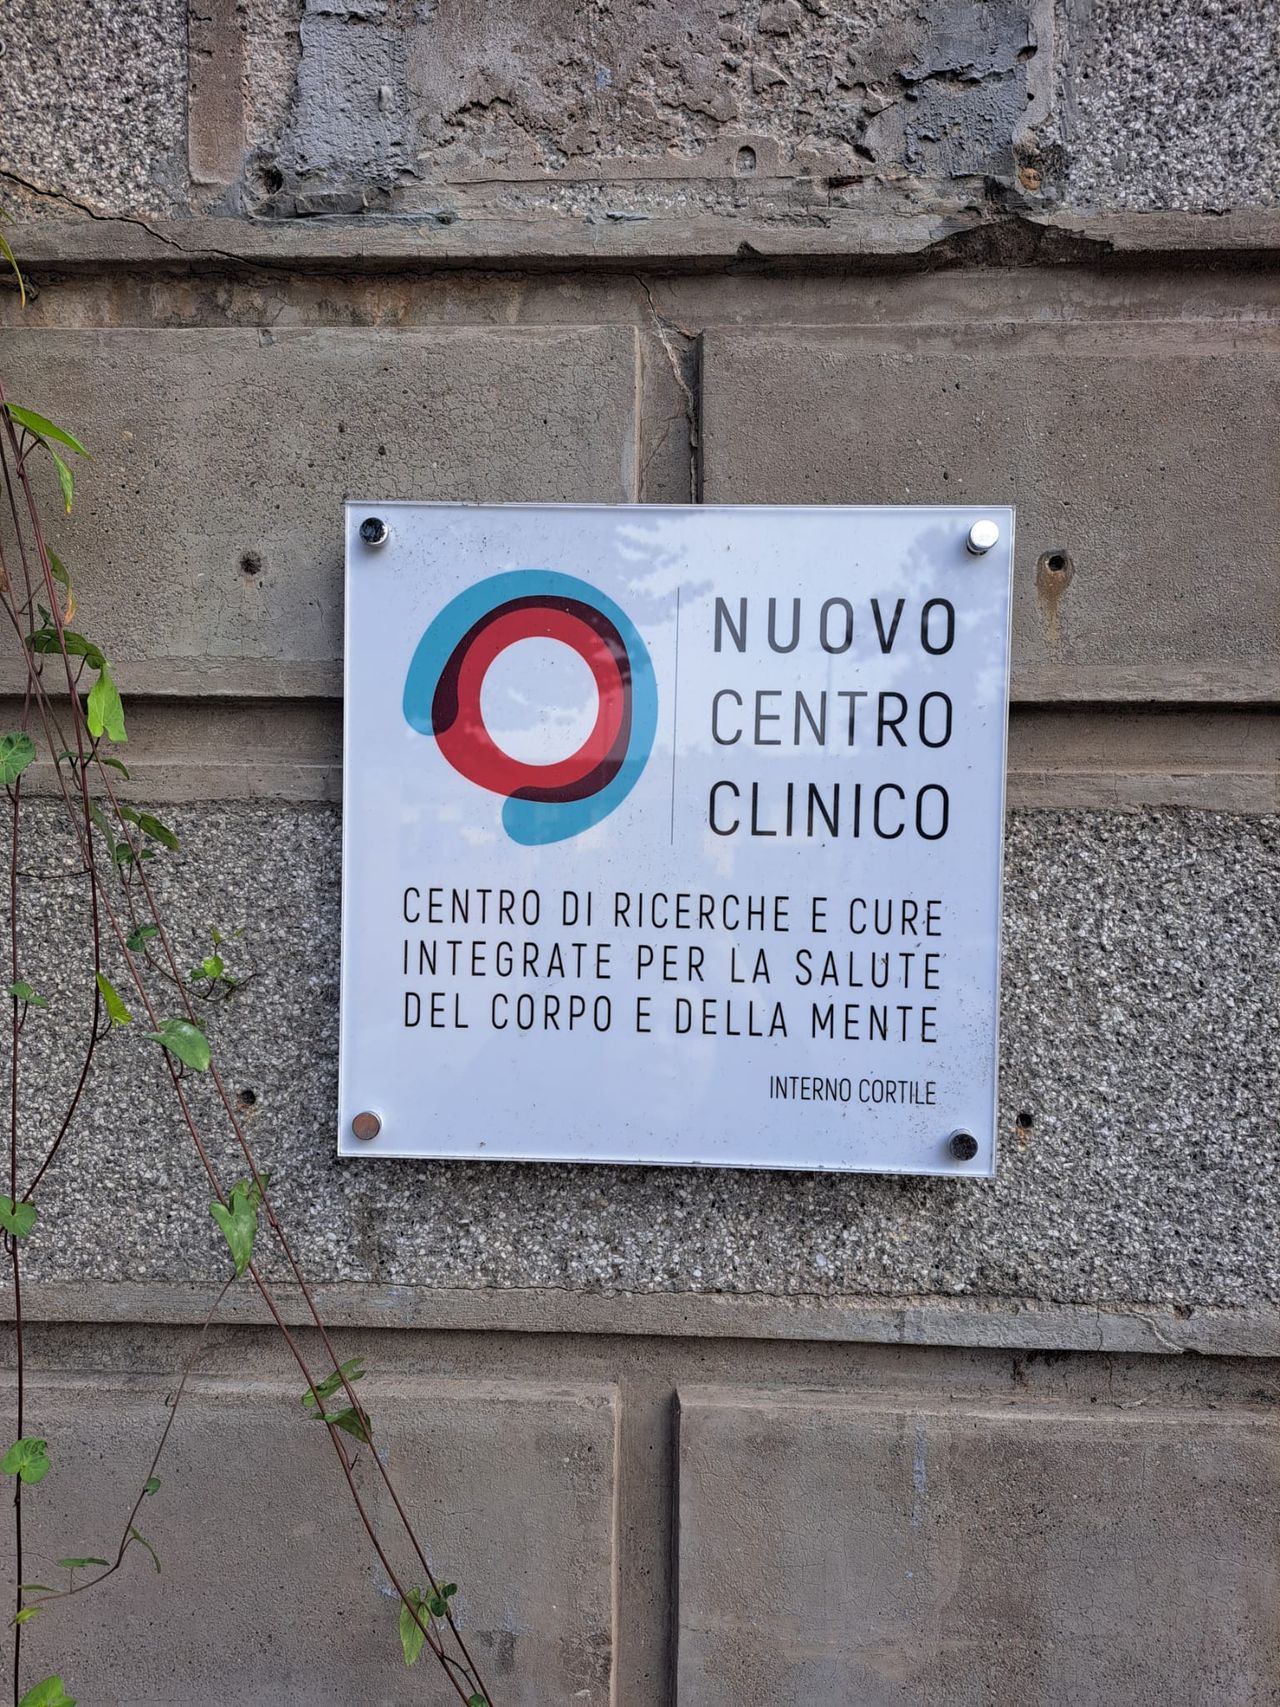 NUOVO
CENTRO
CLINICO
CENTRO DI RICERCHE E CURE
INTEGRATE PER LA SALUTE
DEL CORPO E DELLA MENTE
INTERNO CORTILE